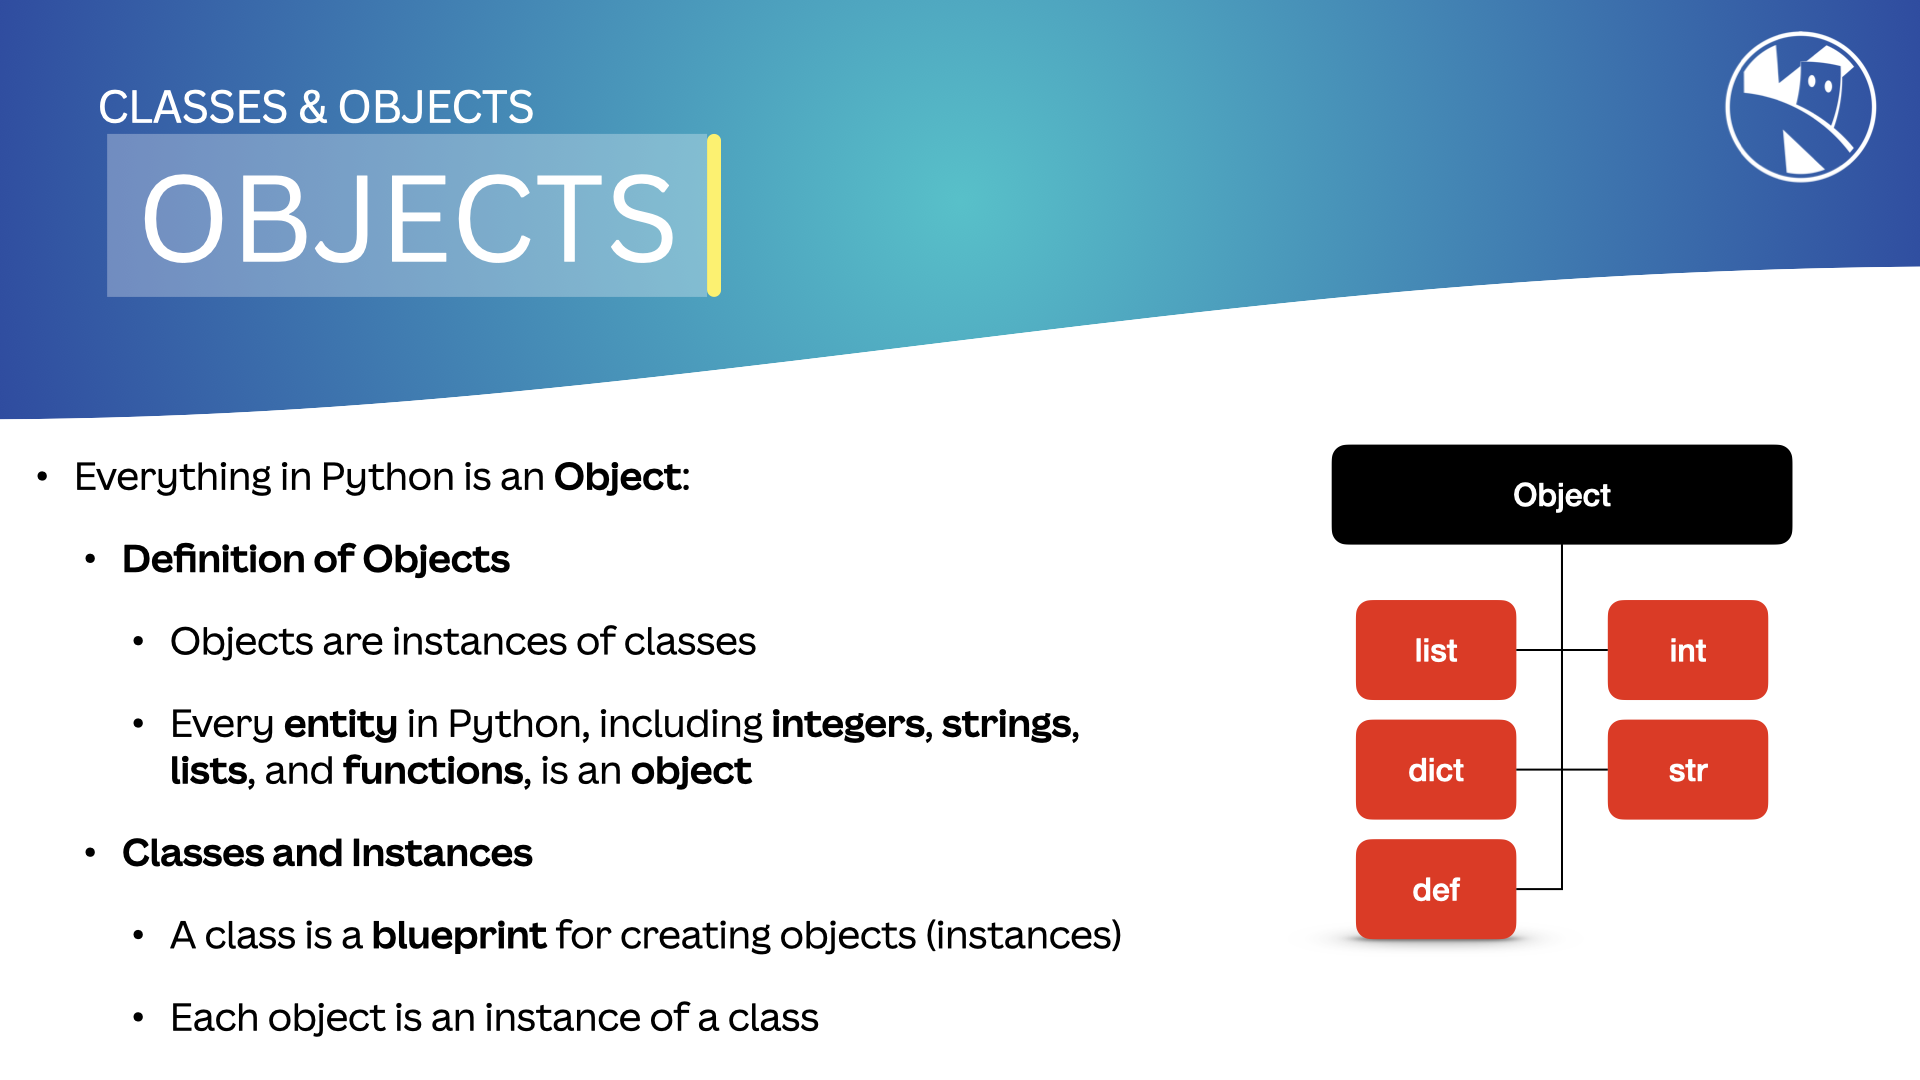 CLASSES & OBJECTS
OBJECTS
• Everything in Python is an Object:
• Definition of Objects
• Objects are instances of classes
• Every entity in Python, including integers, strings,
lists, and functions, is an object
• Classes and Instances
• A class is a blueprint for creating objects (instances)
• Each object is an instance of a class
Object
list
int
dict
str
def